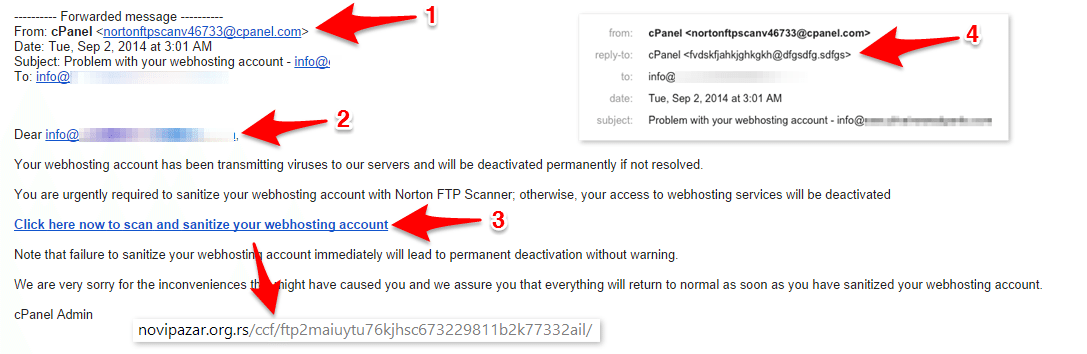 ---------- Forwarded message ----------
From: cPanel <nortonftpscanv46733@cpanel.com>
Date: Tue, Sep 2, 2014 at 3:01 AM
Subject: Problem with your webhosting account - info@
To: info@
1
from: cPanel <nortonftpscanv46733@cpanel.com>
reply-to: cPanel <fvdskfjahkjghkgkh@dfgsdfg.sdfgs>
to: info@
date: Tue, Sep 2, 2014 at 3:01 AM
subject: Problem with your webhosting account - info@
4
Dear info@ ,
2
Your webhosting account has been transmitting viruses to our servers and will be deactivated permanently if not resolved.
You are urgently required to sanitize your webhosting account with Norton FTP Scanner; otherwise, your access to webhosting services will be deactivated
Click here now to scan and sanitize your webhosting account
3
Note that failure to sanitize your webhosting account immediately will lead to permanent deactivation without warning.
We are very sorry for the inconveniences might have caused you and we assure you that everything will return to normal as soon as you have sanitized your webhosting account.
cPanel Admin
novipazar.org.rs/ccf/ftp2maiuytu76kjhsc673229811b2k77332ail/